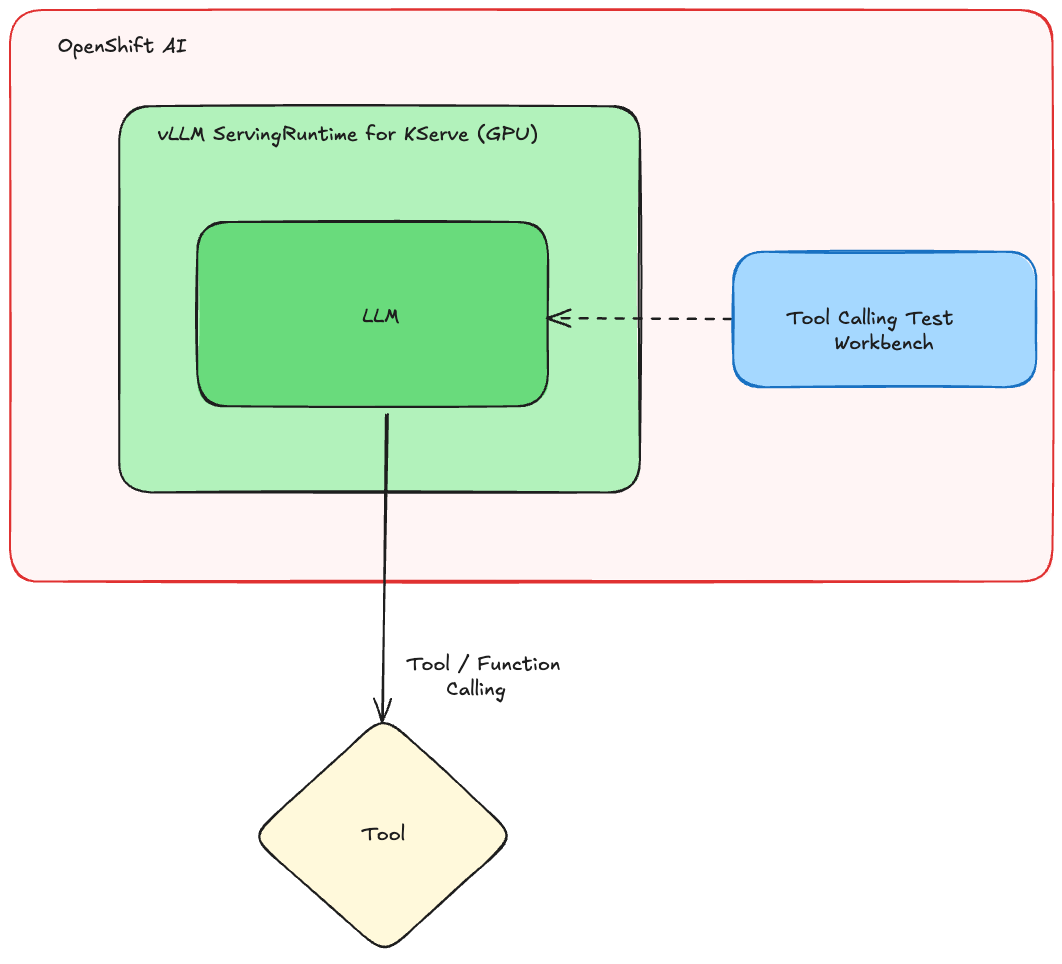 OpenShift AI
vLLM ServingRuntime for KServe (GPU)
LLM
Tool Calling Test
Workbench
Tool / Function
Calling
Tool